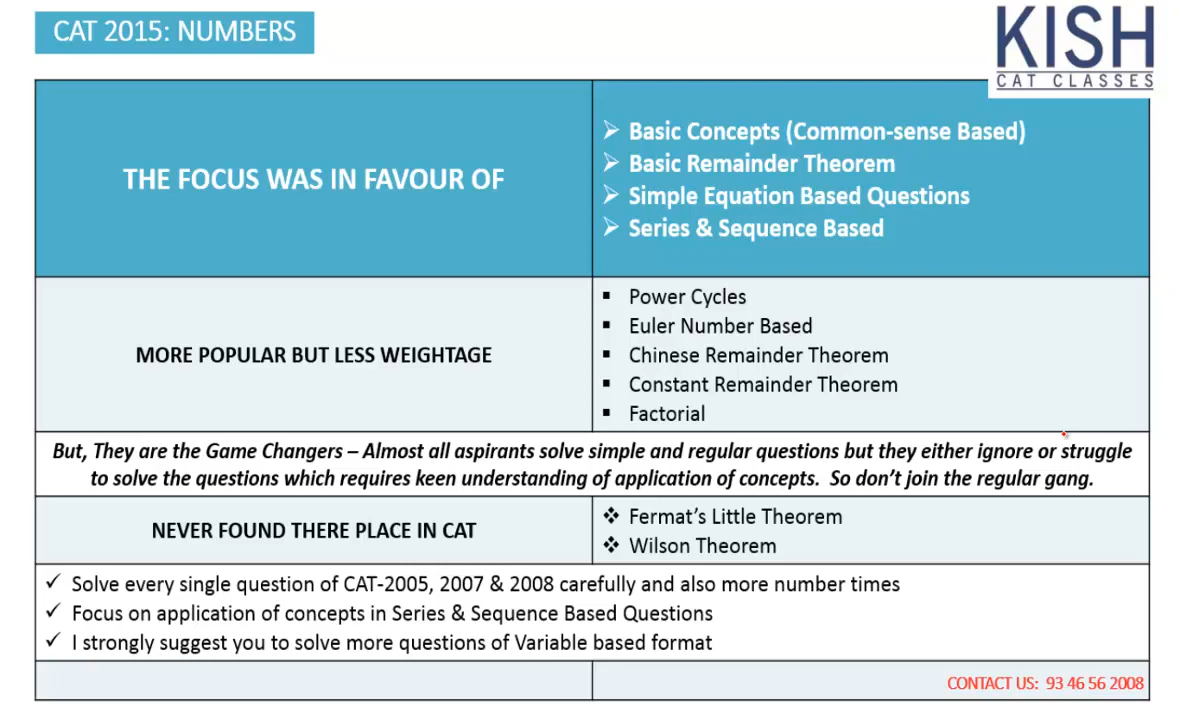 CAT 2015: NUMBERS
KISH
CAT CLASSES
THE FOCUS WAS IN FAVOUR OF
Basic Concepts (Common-sense Based)
Basic Remainder Theorem
Simple Equation Based Questions
Series & Sequence Based
MORE POPULAR BUT LESS WEIGHTAGE
Power Cycles
Euler Number Based
Chinese Remainder Theorem
Constant Remainder Theorem
Factorial
But, They are the Game Changers – Almost all aspirants solve simple and regular questions but they either ignore or struggle
to solve the questions which requires keen understanding of application of concepts. So don't join the regular gang.
NEVER FOUND THERE PLACE IN CAT
Fermat's Little Theorem
Wilson Theorem
Solve every single question of CAT-2005, 2007 & 2008 carefully and also more number times
Focus on application of concepts in Series & Sequence Based Questions
I strongly suggest you to solve more questions of Variable based format
CONTACT US: 93 46 56 2008